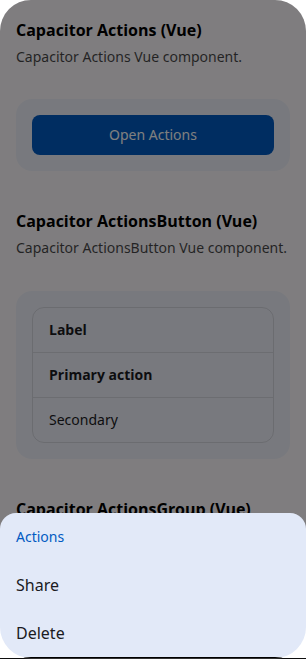 Capacitor Actions (Vue)
Capacitor Actions Vue component.
Open Actions
Capacitor ActionsButton (Vue)
Capacitor ActionsButton Vue component.
Label
Primary action
Secondary
Capacitor ActionsGroup (Vue)
Actions
Share
Delete